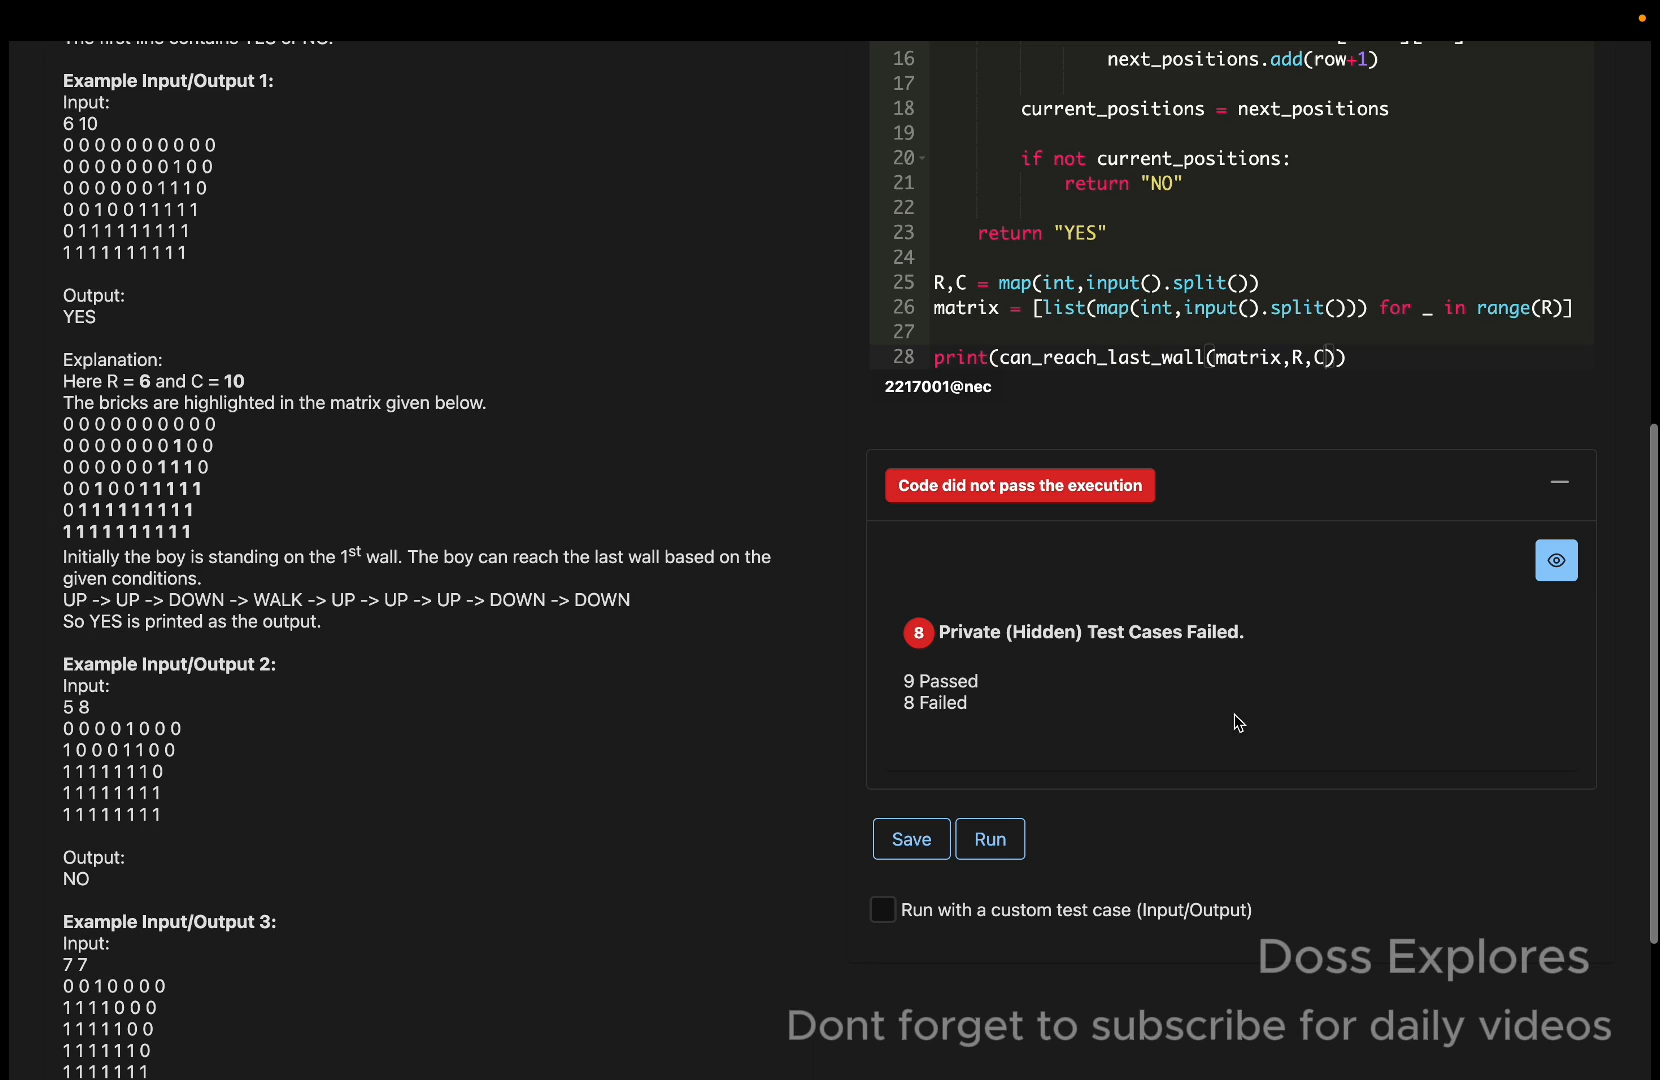 The first line contains YES or NO.
Example Input/Output 1:
Input:
6 10
0 0 0 0 0 0 0 0 0 0
0 0 0 0 0 0 0 1 0 0
0 0 0 0 0 0 1 1 1 0
0 0 1 0 0 1 1 1 1 1
0 1 1 1 1 1 1 1 1 1
1 1 1 1 1 1 1 1 1 1
Output:
YES
Explanation:
Here R = 6 and C = 10
The bricks are highlighted in the matrix given below.
0 0 0 0 0 0 0 0 0 0
0 0 0 0 0 0 0 1 0 0
0 0 0 0 0 0 1 1 1 0
0 0 1 0 0 1 1 1 1 1
0 1 1 1 1 1 1 1 1 1
1 1 1 1 1 1 1 1 1 1
Initially the boy is standing on the 1st wall. The boy can reach the last wall based on the
given conditions.
UP -> UP -> DOWN -> WALK -> UP -> UP -> UP -> DOWN -> DOWN
So YES is printed as the output.
Example Input/Output 2:
Input:
5 8
0 0 0 0 1 0 0 0
1 0 0 0 1 1 0 0
1 1 1 1 1 1 1 0
1 1 1 1 1 1 1 1
1 1 1 1 1 1 1 1
Output:
NO
Example Input/Output 3:
Input:
7 7
0 0 1 0 0 0 0
1 1 1 1 0 0 0
1 1 1 1 1 0 0
1 1 1 1 1 1 0
1 1 1 1 1 1 1
16 next_positions.add(row+1)
17
18 current_positions = next_positions
19
20 if not current_positions:
21 return "NO"
22
23 return "YES"
24
25 R,C = map(int,input().split())
26 matrix = [list(map(int,input().split())) for _ in range(R)]
27
28 print(can_reach_last_wall(matrix,R,C))
2217001@nec
Code did not pass the execution
8 Private (Hidden) Test Cases Failed.
9 Passed
8 Failed
Save Run
Run with a custom test case (Input/Output)
Doss Explores
Dont forget to subscribe for daily videos